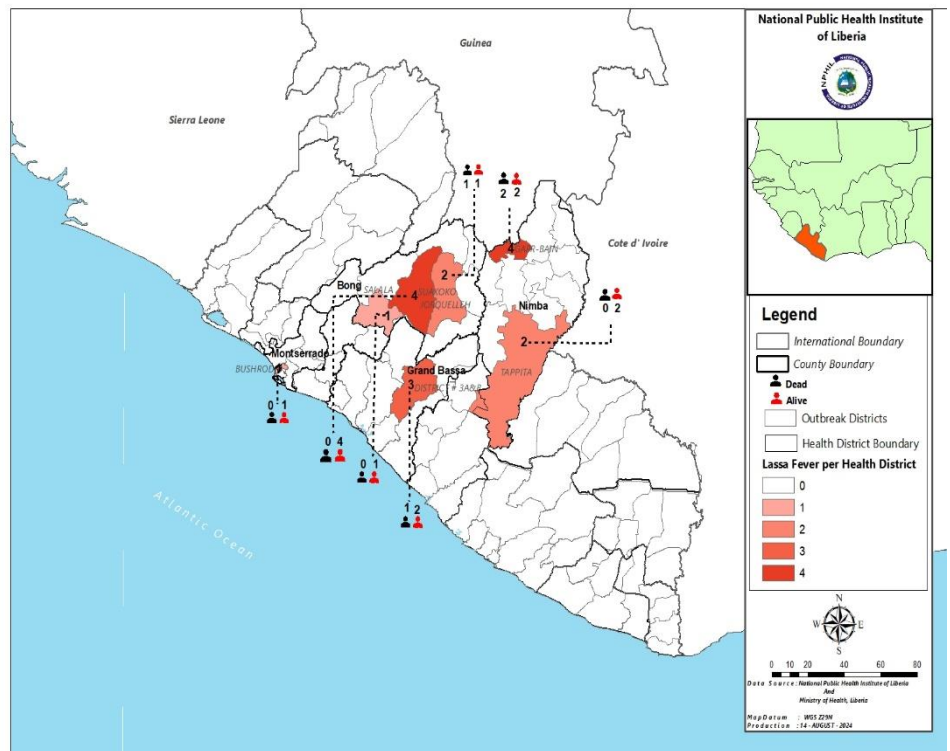 Guinea
Sierra Leone
Cote d' Ivoire
1 1
2 2
4
2
Bong
SALALA
SUAKOKO
4
JORQUELLEH
1
Nimba
0 2
2
TAPPITA
Montserrado
BUSHROD
Grand Bassa
3
DISTRICT # 3A&B
0 1
0 4
0 1
1 2
Atlantic Ocean
National Public Health Institute
of Liberia
NPHIL
Legend
International Boundary
County Boundary
Dead
Alive
Outbreak Districts
Health District Boundary
Lassa Fever per Health District
0
1
2
3
4
N
W E
S
0 10 20 40 60 80
Data Source : National Public Health Institute of Liberia
And
Ministry of Health, Liberia
Map Datum : WGS Z29N
Production : 14 - AUGUST - 2024